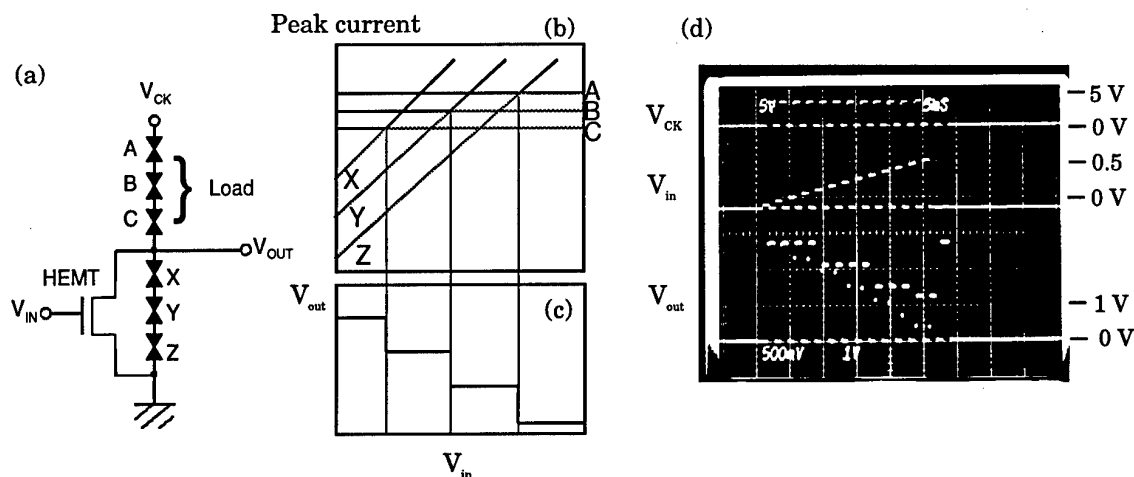 (a)
V_CK
A
B
C
Load
HEMT
V_OUT
V_IN
X
Y
Z
Peak current
(b)
A
B
C
X
Y
Z
V_out
(c)
V_in
(d)
V_CK
V_in
V_out
5V
5mS
500mV
1V
5 V
0 V
0.5
0 V
1 V
0 V